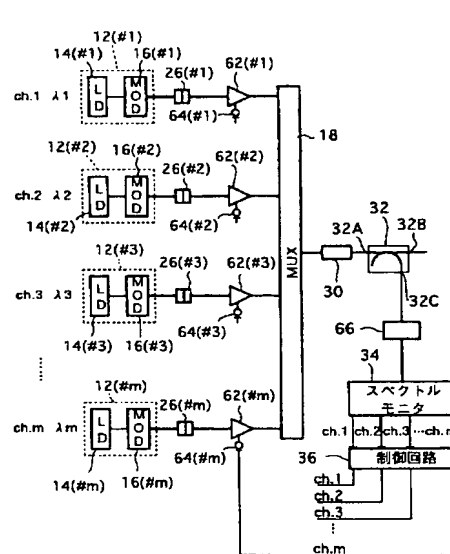 12(#1)
14(#1) 16(#1) 62(#1)
26(#1)
ch.1 λ1 LD MOD
64(#1) 18
12(#2)
16(#2) 26(#2) 62(#2)
ch.2 λ2 LD MOD
14(#2) 64(#2)
32
32A 32B
MUX
12(#3) 26(#3) 62(#3)
30 32C
ch.3 λ3 LD MOD
64(#3) 66
14(#3) 16(#3)
34
12(#m) 26(#m) 62(#m)
スペクトル
モニタ
ch.m λm LD MOD
ch.1 ch.2 ch.3 …ch.m
64(#m) 36 制御回路
14(#m) 16(#m)
ch.1
ch.2
ch.3
ch.m